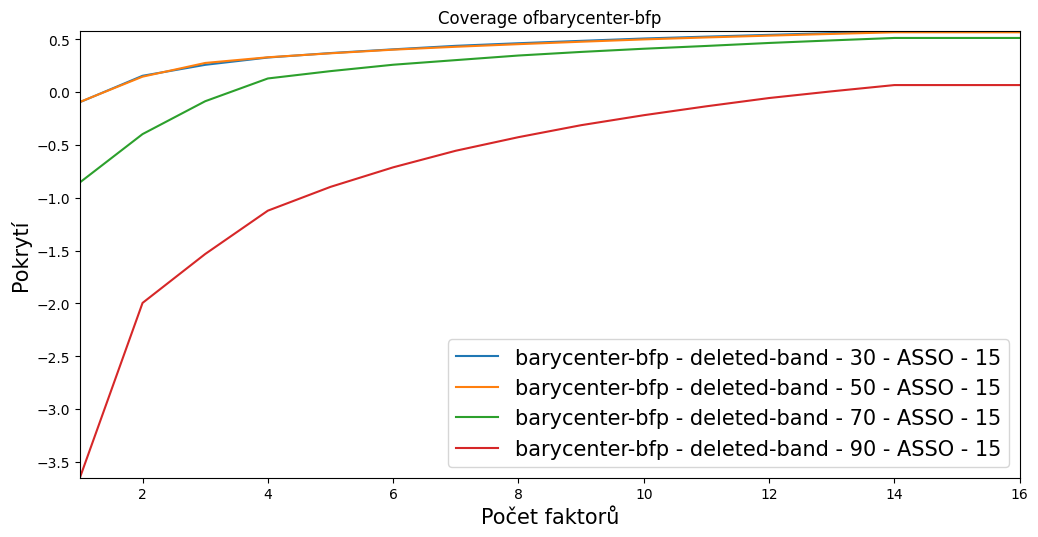 Coverage ofbarycenter-bfp
0.5
0.0
−0.5
−1.0
−1.5
−2.0
−2.5
−3.0
−3.5
Pokrytí
barycenter-bfp - deleted-band - 30 - ASSO - 15
barycenter-bfp - deleted-band - 50 - ASSO - 15
barycenter-bfp - deleted-band - 70 - ASSO - 15
barycenter-bfp - deleted-band - 90 - ASSO - 15
2 4 6 8 10 12 14 16
Počet faktorů